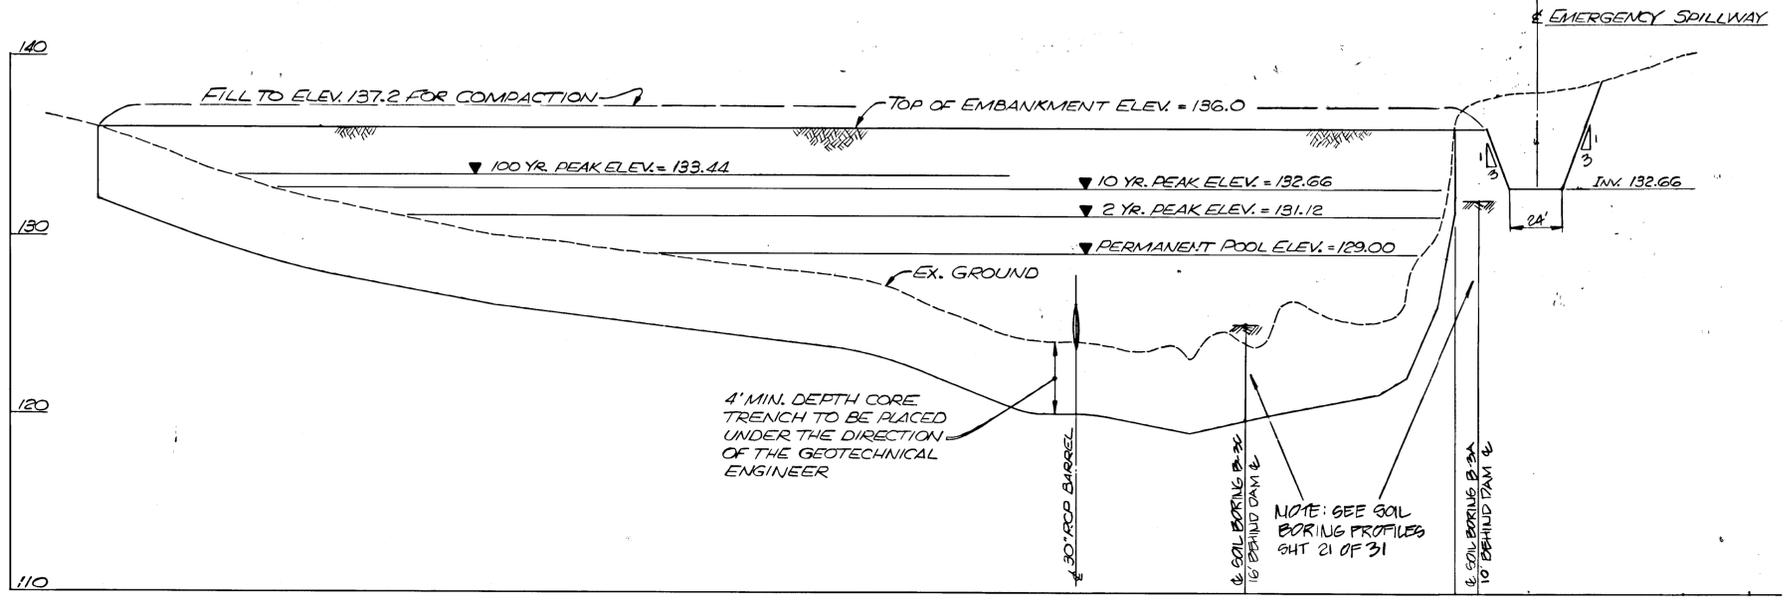 ℄ EMERGENCY SPILLWAY
140
FILL TO ELEV. 137.2 FOR COMPACTION
TOP OF EMBANKMENT ELEV. = 136.0
1
3
1
3
▼ 100 YR. PEAK ELEV. = 133.44
▼ 10 YR. PEAK ELEV. = 132.66
INV. 132.66
▼ 2 YR. PEAK ELEV. = 131.12
24'
130
▼ PERMANENT POOL ELEV. = 129.00
EX. GROUND
120
4' MIN. DEPTH CORE
TRENCH TO BE PLACED
UNDER THE DIRECTION
OF THE GEOTECHNICAL
ENGINEER
℄ 30" RCP BARREL
℄ SOIL BORING B-3C
16' BEHIND DAM ℄
NOTE: SEE SOIL
BORING PROFILES
SHT 21 OF 31
℄ SOIL BORING B-3A
10' BEHIND DAM ℄
110